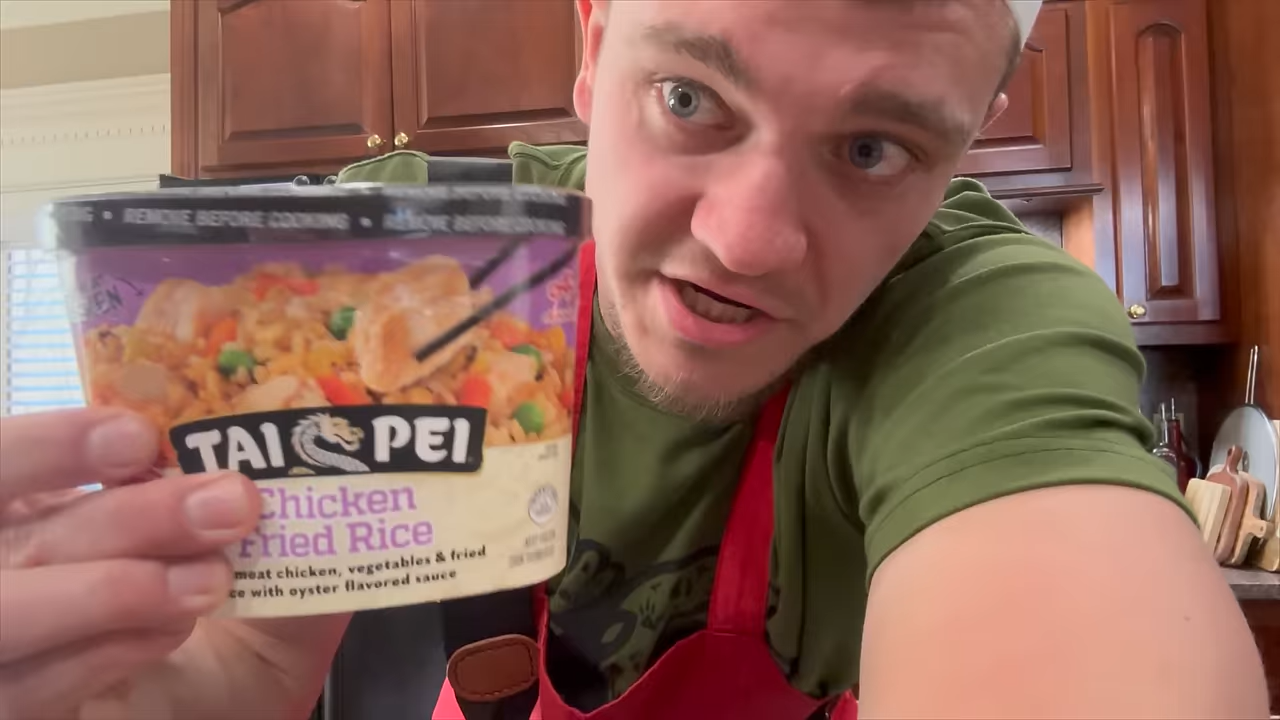 • REMOVE BEFORE COOKING • REMOVE BEFORE COOKING
TAI PEI
Chicken
Fried Rice
meat chicken, vegetables & fried
ce with oyster flavored sauce